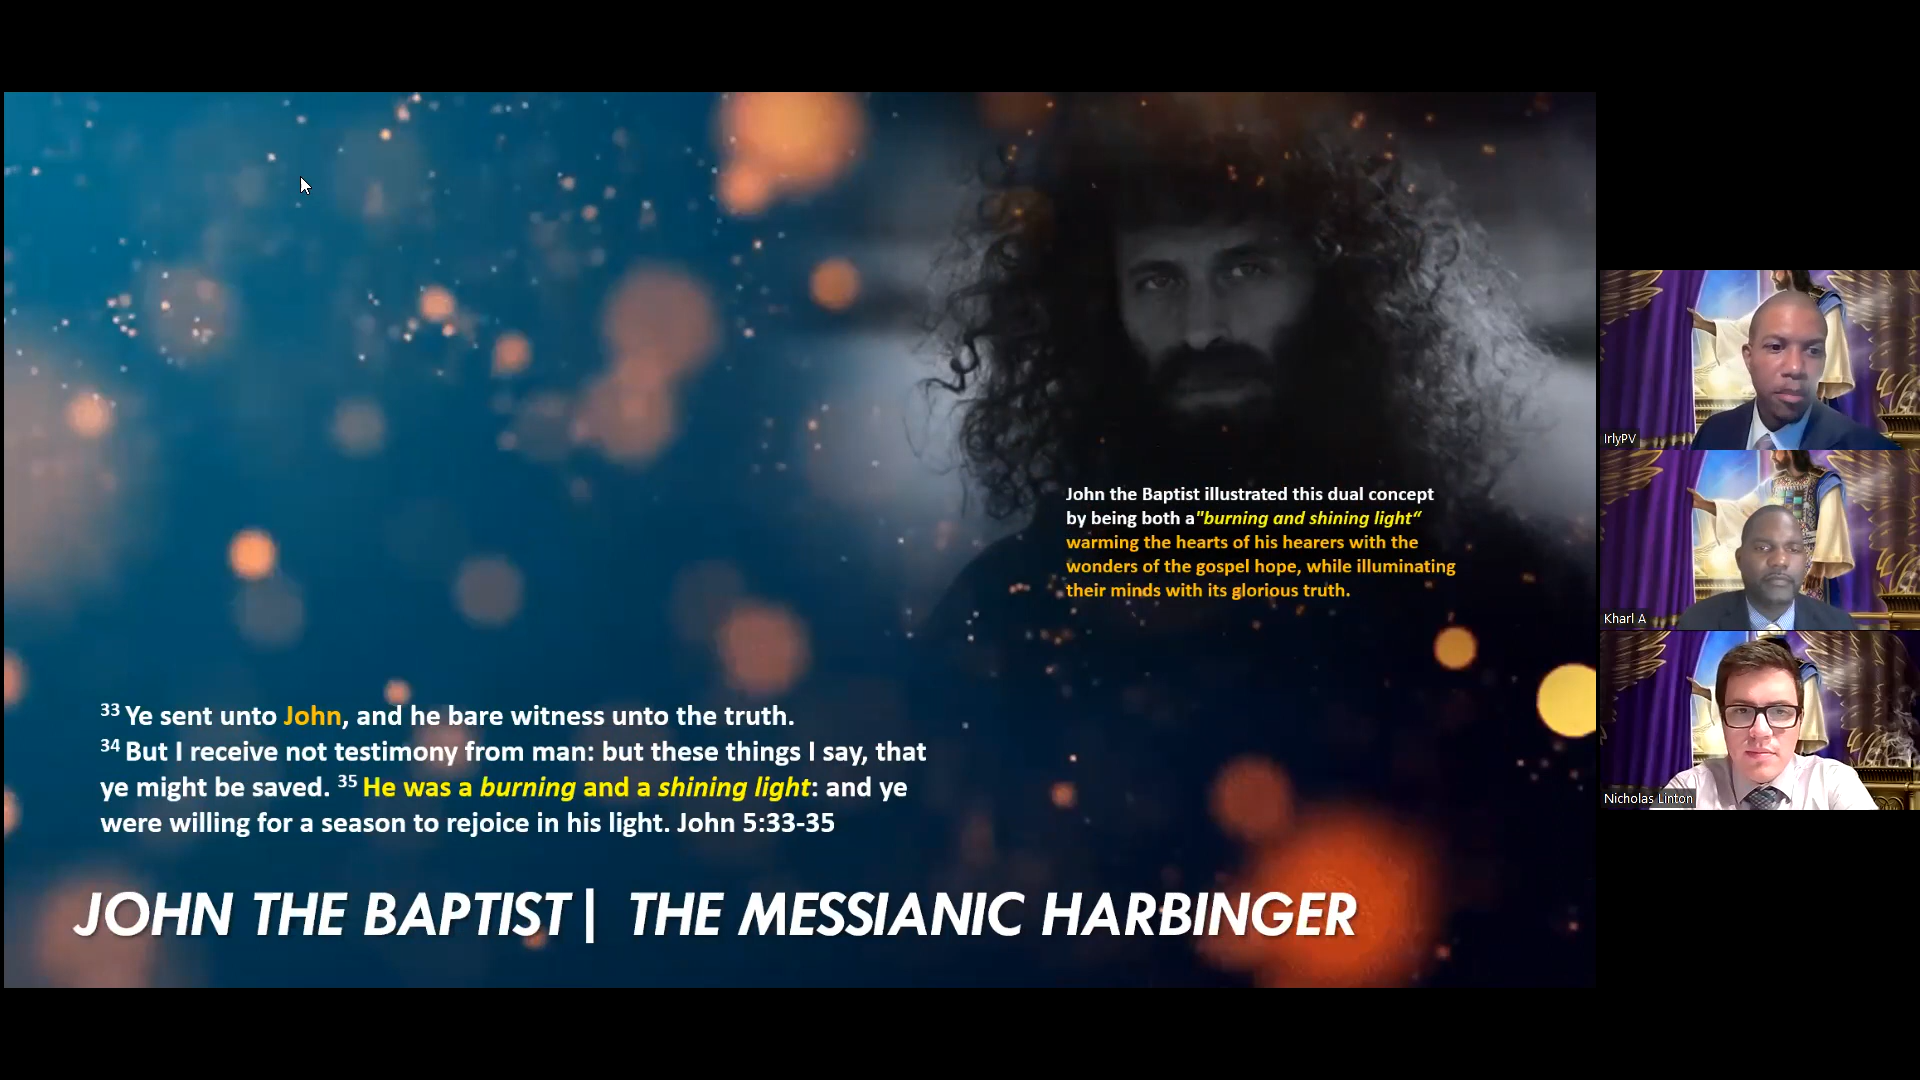 John the Baptist illustrated this dual concept
by being both a"burning and shining light“
warming the hearts of his hearers with the
wonders of the gospel hope, while illuminating
their minds with its glorious truth.
33 Ye sent unto John, and he bare witness unto the truth.
34 But I receive not testimony from man: but these things I say, that
ye might be saved. 35 He was a burning and a shining light: and ye
were willing for a season to rejoice in his light. John 5:33-35
JOHN THE BAPTIST| THE MESSIANIC HARBINGER
IrlyPV
Kharl A
Nicholas Linton